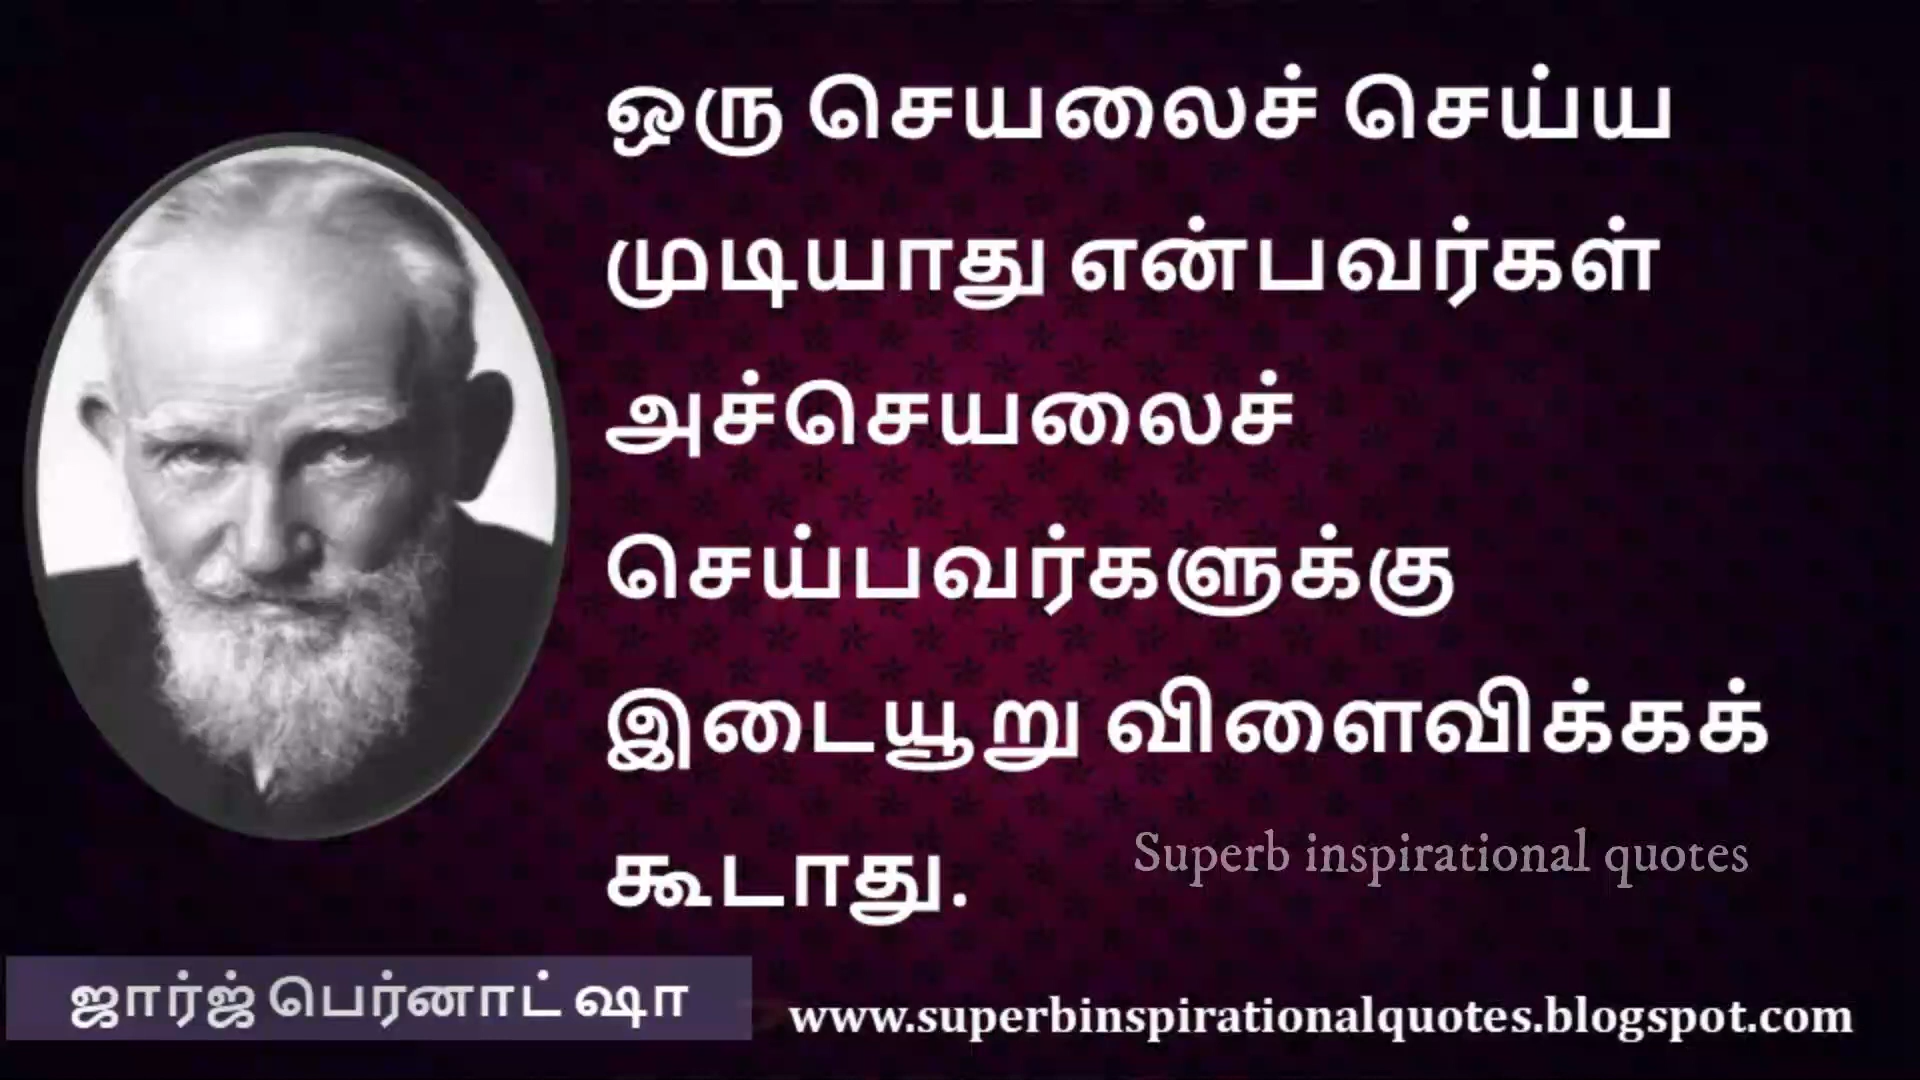 ஒரு செயலைச் செய்ய
முடியாது என்பவர்கள்
அச்செயலைச்
செய்பவர்களுக்கு
இடையூறு விளைவிக்கக்
கூடாது.
Superb inspirational quotes
ஜார்ஜ் பெர்னாட் ஷா
www.superbinspirationalquotes.blogspot.com